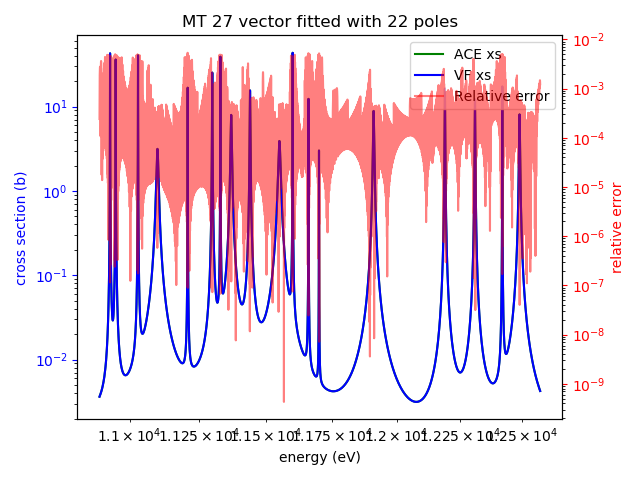 MT 27 vector fitted with 22 poles
ACE xs
VF xs
Relative error
cross section (b)
10¹
10⁰
10⁻¹
10⁻²
relative error
10⁻²
10⁻³
10⁻⁴
10⁻⁵
10⁻⁶
10⁻⁷
10⁻⁸
10⁻⁹
1.1 × 10⁴ 1.125 × 10⁴ 1.15 × 10⁴ 1.175 × 10⁴ 1.2 × 10⁴ 1.225 × 10⁴ 1.25 × 10⁴
energy (eV)